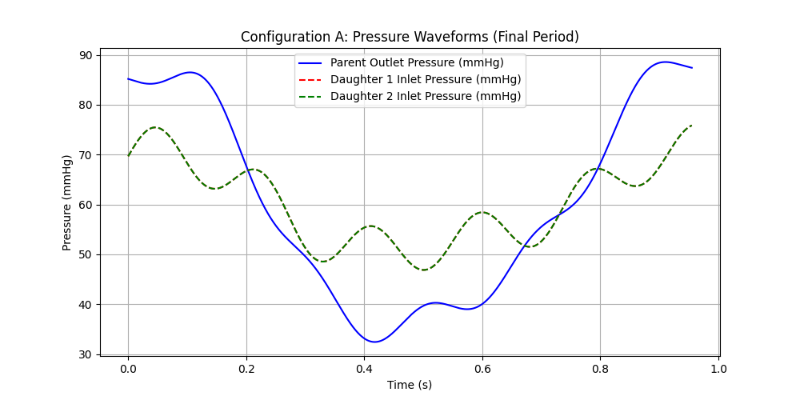 Configuration A: Pressure Waveforms (Final Period)
Parent Outlet Pressure (mmHg)
Daughter 1 Inlet Pressure (mmHg)
Daughter 2 Inlet Pressure (mmHg)
Pressure (mmHg)
90
80
70
60
50
40
30
0.0 0.2 0.4 0.6 0.8 1.0
Time (s)